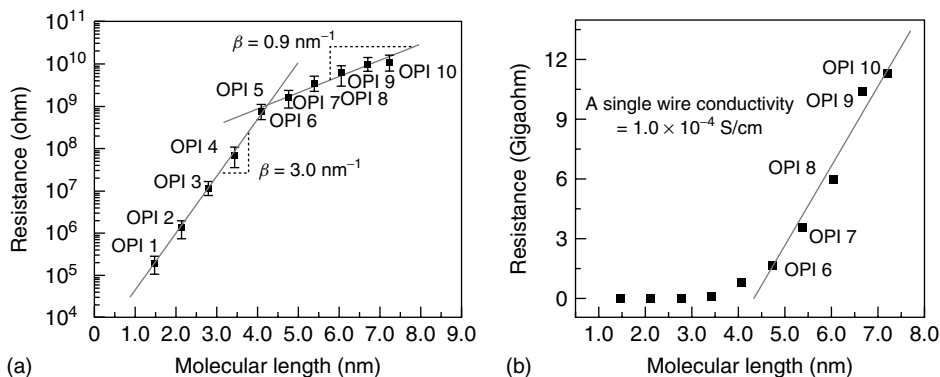 10¹¹
10¹⁰
10⁹
10⁸
10⁷
10⁶
10⁵
10⁴
Resistance (ohm)
β = 0.9 nm⁻¹
OPI 10
OPI 9
OPI 8
OPI 7
OPI 6
OPI 5
OPI 4
OPI 3
OPI 2
OPI 1
β = 3.0 nm⁻¹
0 1.0 2.0 3.0 4.0 5.0 6.0 7.0 8.0 9.0
Molecular length (nm)
(a)
12
9
6
3
0
Resistance (Gigaohm)
A single wire conductivity
= 1.0 × 10⁻⁴ S/cm
OPI 10
OPI 9
OPI 8
OPI 7
OPI 6
1.0 2.0 3.0 4.0 5.0 6.0 7.0 8.0
Molecular length (nm)
(b)